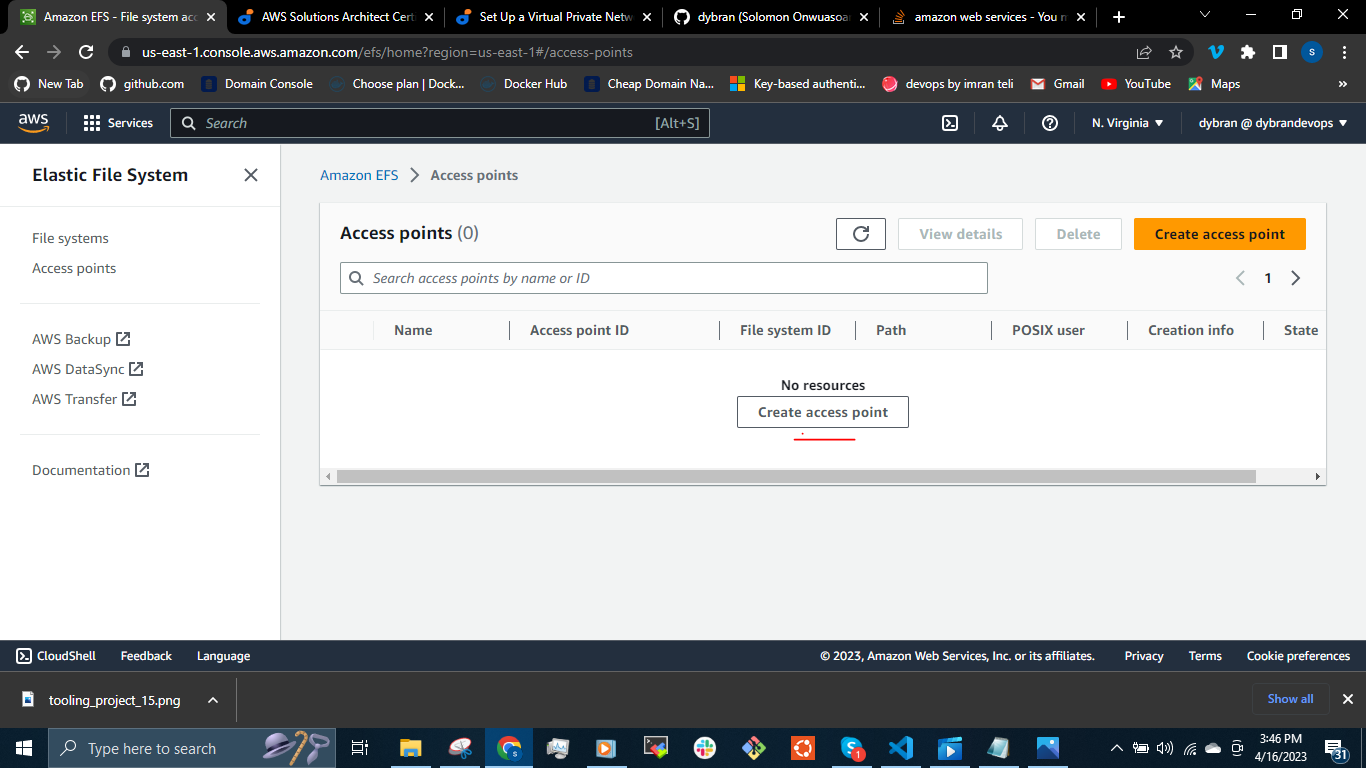 Amazon EFS - File system acc
AWS Solutions Architect Cert
Set Up a Virtual Private Netw
dybran (Solomon Onwuasoan
amazon web services - You n
us-east-1.console.aws.amazon.com/efs/home?region=us-east-1#/access-points
S
New Tab
github.com
Domain Console
Choose plan | Dock...
Docker Hub
Cheap Domain Na...
Key-based authenti...
devops by imran teli
Gmail
YouTube
Maps
»
aws
Services
Search
[Alt+S]
N. Virginia
dybran @ dybrandevops
Elastic File System
File systems
Access points
AWS Backup
AWS DataSync
AWS Transfer
Documentation
Amazon EFS > Access points
Access points (0)
View details
Delete
Create access point
Search access points by name or ID
1
Name
Access point ID
File system ID
Path
POSIX user
Creation info
State
No resources
Create access point
CloudShell
Feedback
Language
© 2023, Amazon Web Services, Inc. or its affiliates.
Privacy
Terms
Cookie preferences
tooling_project_15.png
Show all
Type here to search
1
3:46 PM
4/16/2023
31